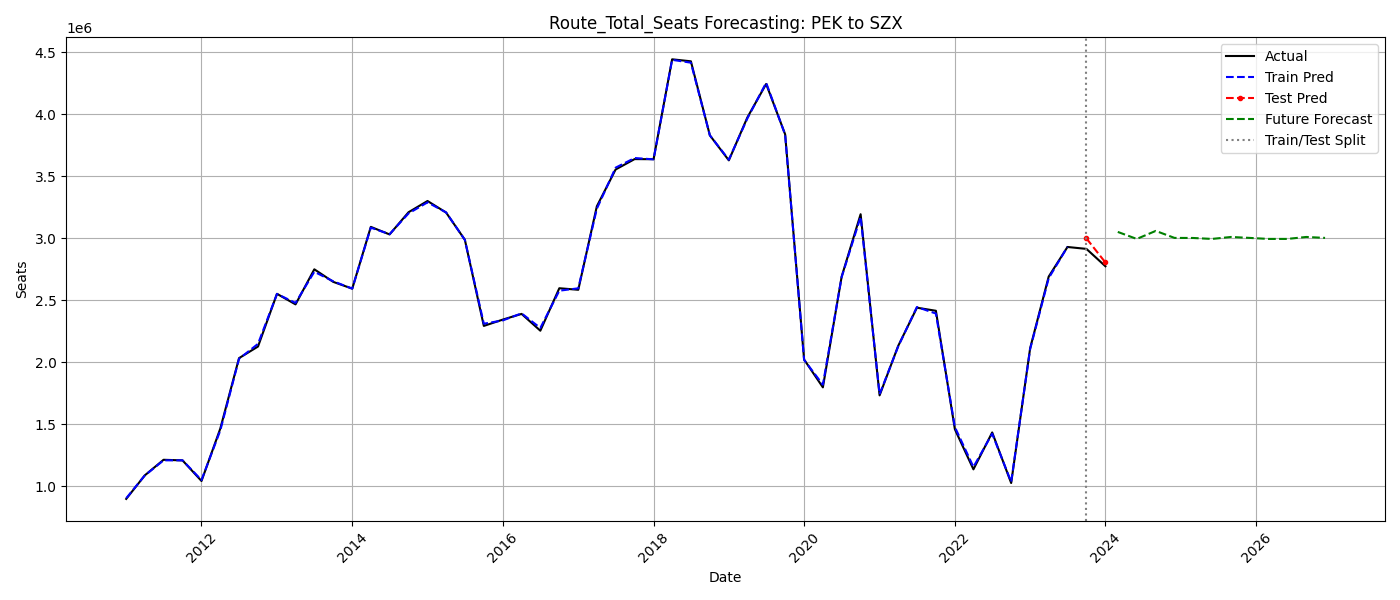 Route_Total_Seats Forecasting: PEK to SZX
1e6
4.5
4.0
3.5
3.0
2.5
2.0
1.5
1.0
Seats
Actual
Train Pred
Test Pred
Future Forecast
Train/Test Split
2012
2014
2016
2018
2020
2022
2024
2026
Date